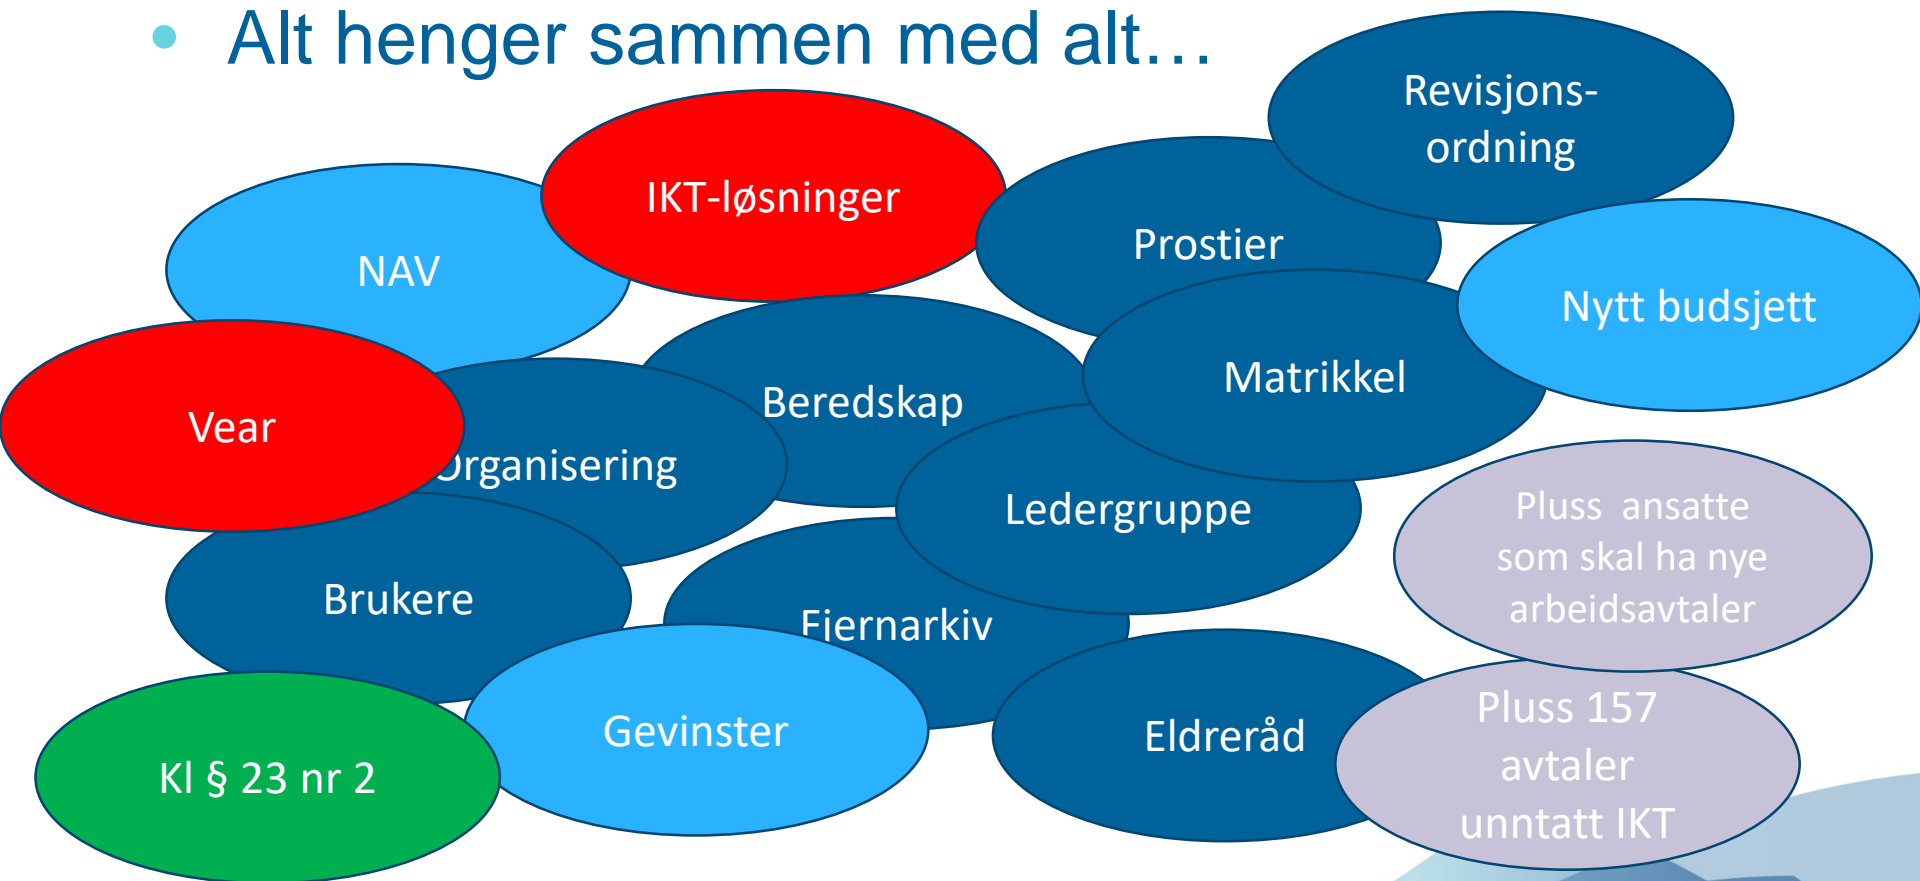 Alt henger sammen med alt…
Revisjons-
ordning
IKT-løsninger
Prostier
NAV
Nytt budsjett
Matrikkel
Beredskap
Vear
Organisering
Ledergruppe
Pluss  ansatte
som skal ha nye
arbeidsavtaler
Brukere
Fjernarkiv
Pluss 157
avtaler
unntatt IKT
Gevinster
Eldreråd
Kl § 23 nr 2